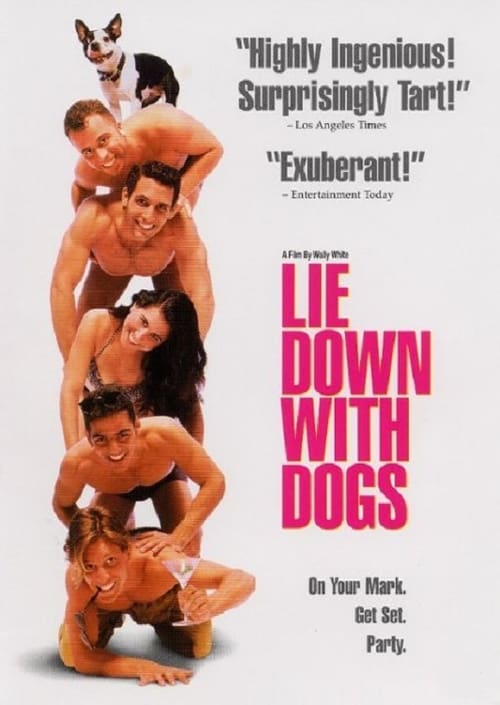 "Highly Ingenious!
Surprisingly Tart!"
– Los Angeles Times
"Exuberant!"
– Entertainment Today
A Film By Wally White
LIE
DOWN
WITH
DOGS
On Your Mark.
Get Set.
Party.